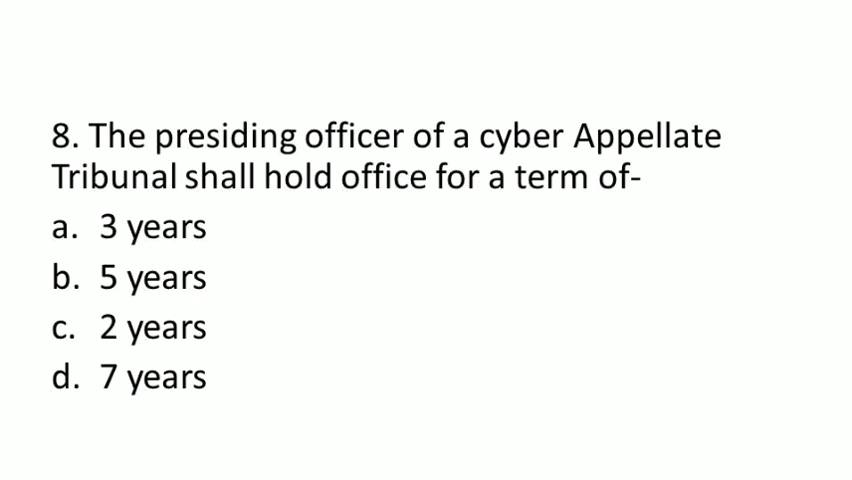 8. The presiding officer of a cyber Appellate
Tribunal shall hold office for a term of-
a. 3 years
b. 5 years
c. 2 years
d. 7 years